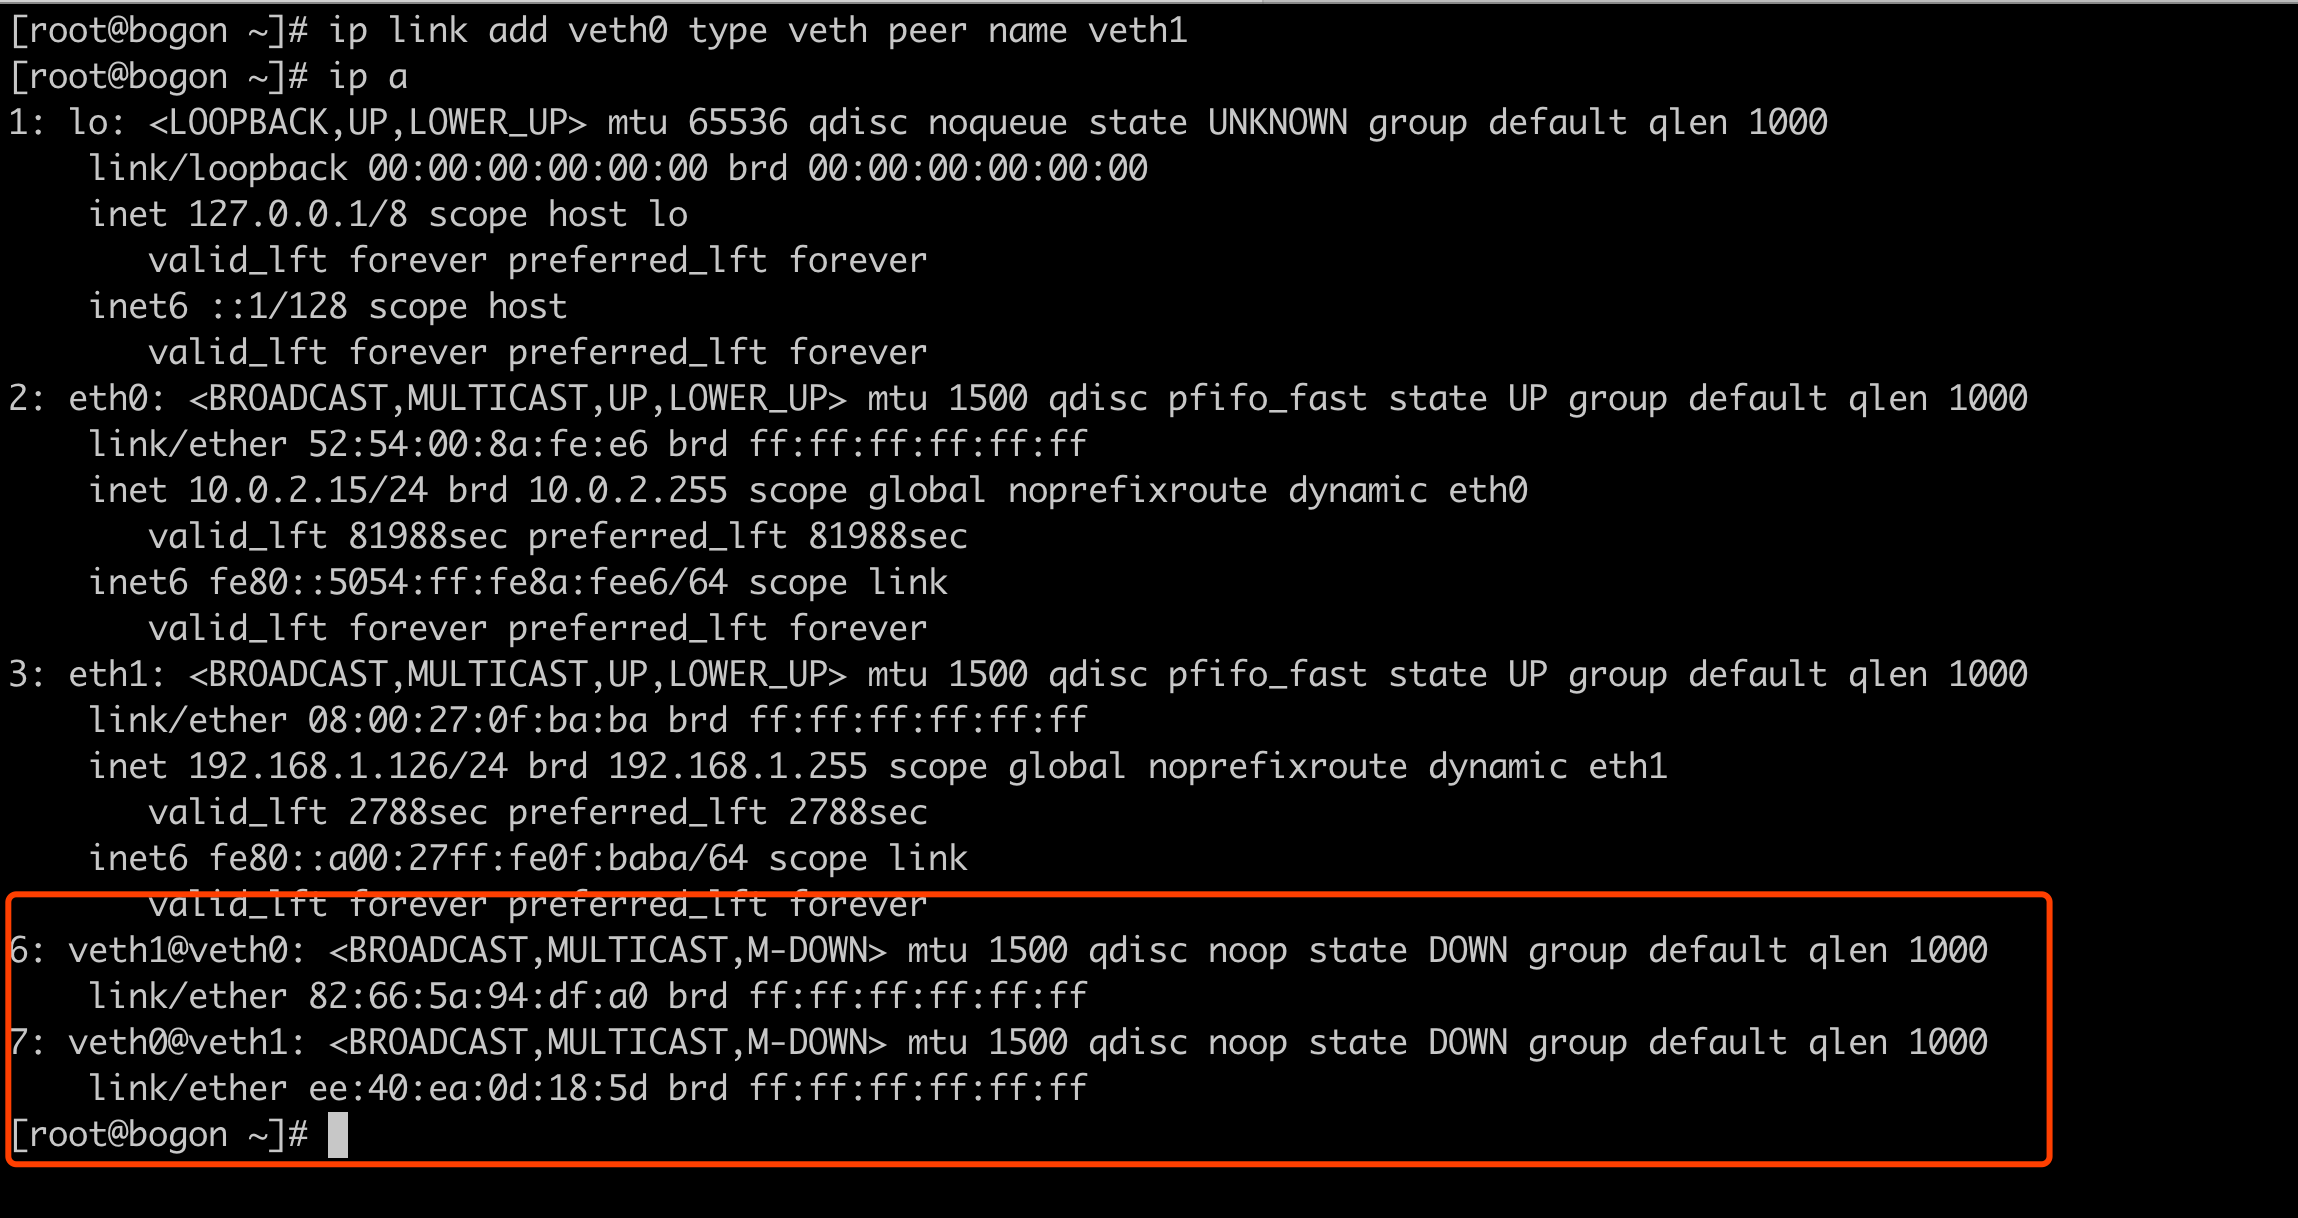 [root@bogon ~]# ip link add veth0 type veth peer name veth1
[root@bogon ~]# ip a
1: lo: <LOOPBACK,UP,LOWER_UP> mtu 65536 qdisc noqueue state UNKNOWN group default qlen 1000
    link/loopback 00:00:00:00:00:00 brd 00:00:00:00:00:00
    inet 127.0.0.1/8 scope host lo
       valid_lft forever preferred_lft forever
    inet6 ::1/128 scope host
       valid_lft forever preferred_lft forever
2: eth0: <BROADCAST,MULTICAST,UP,LOWER_UP> mtu 1500 qdisc pfifo_fast state UP group default qlen 1000
    link/ether 52:54:00:8a:fe:e6 brd ff:ff:ff:ff:ff:ff
    inet 10.0.2.15/24 brd 10.0.2.255 scope global noprefixroute dynamic eth0
       valid_lft 81988sec preferred_lft 81988sec
    inet6 fe80::5054:ff:fe8a:fee6/64 scope link
       valid_lft forever preferred_lft forever
3: eth1: <BROADCAST,MULTICAST,UP,LOWER_UP> mtu 1500 qdisc pfifo_fast state UP group default qlen 1000
    link/ether 08:00:27:0f:ba:ba brd ff:ff:ff:ff:ff:ff
    inet 192.168.1.126/24 brd 192.168.1.255 scope global noprefixroute dynamic eth1
       valid_lft 2788sec preferred_lft 2788sec
    inet6 fe80::a00:27ff:fe0f:baba/64 scope link
       valid_lft forever preferred_lft forever
6: veth1@veth0: <BROADCAST,MULTICAST,M-DOWN> mtu 1500 qdisc noop state DOWN group default qlen 1000
    link/ether 82:66:5a:94:df:a0 brd ff:ff:ff:ff:ff:ff
7: veth0@veth1: <BROADCAST,MULTICAST,M-DOWN> mtu 1500 qdisc noop state DOWN group default qlen 1000
    link/ether ee:40:ea:0d:18:5d brd ff:ff:ff:ff:ff:ff
[root@bogon ~]#